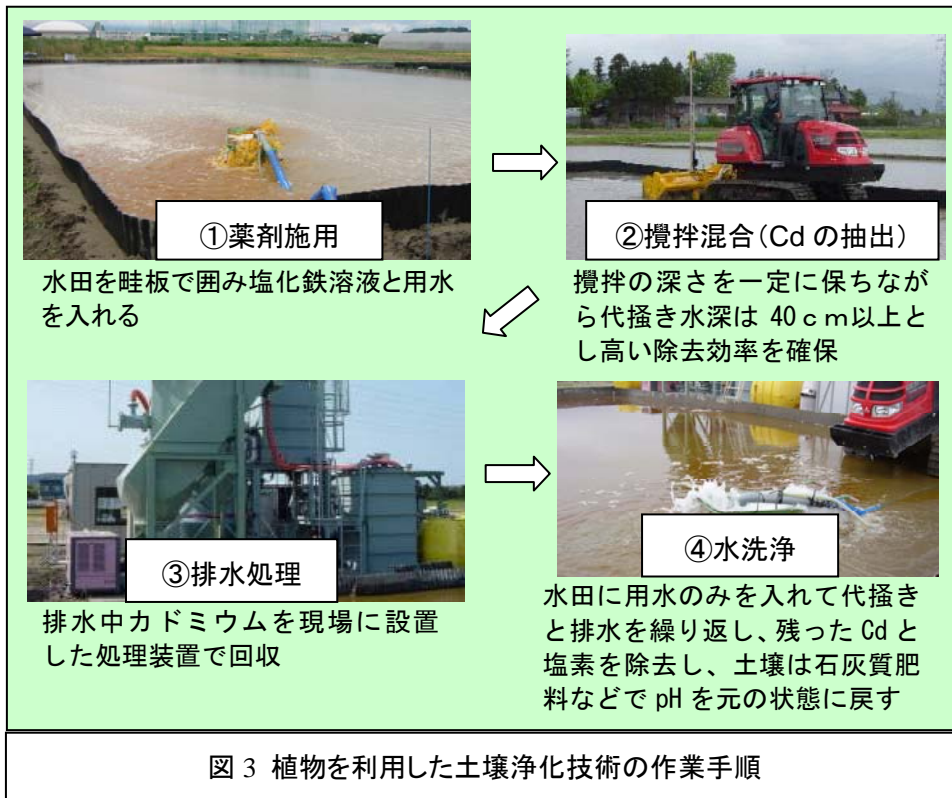 ①薬剤施用
水田を畦板で囲み塩化鉄溶液と用水
を入れる
②攪拌混合(Cd の抽出)
攪拌の深さを一定に保ちなが
ら代掻き水深は 40cm以上と
し高い除去効率を確保
③排水処理
排水中カドミウムを現場に設置
した処理装置で回収
④水洗浄
水田に用水のみを入れて代掻き
と排水を繰り返し、残った Cd と
塩素を除去し、土壌は石灰質肥
料などで pH を元の状態に戻す
図 3 植物を利用した土壌浄化技術の作業手順